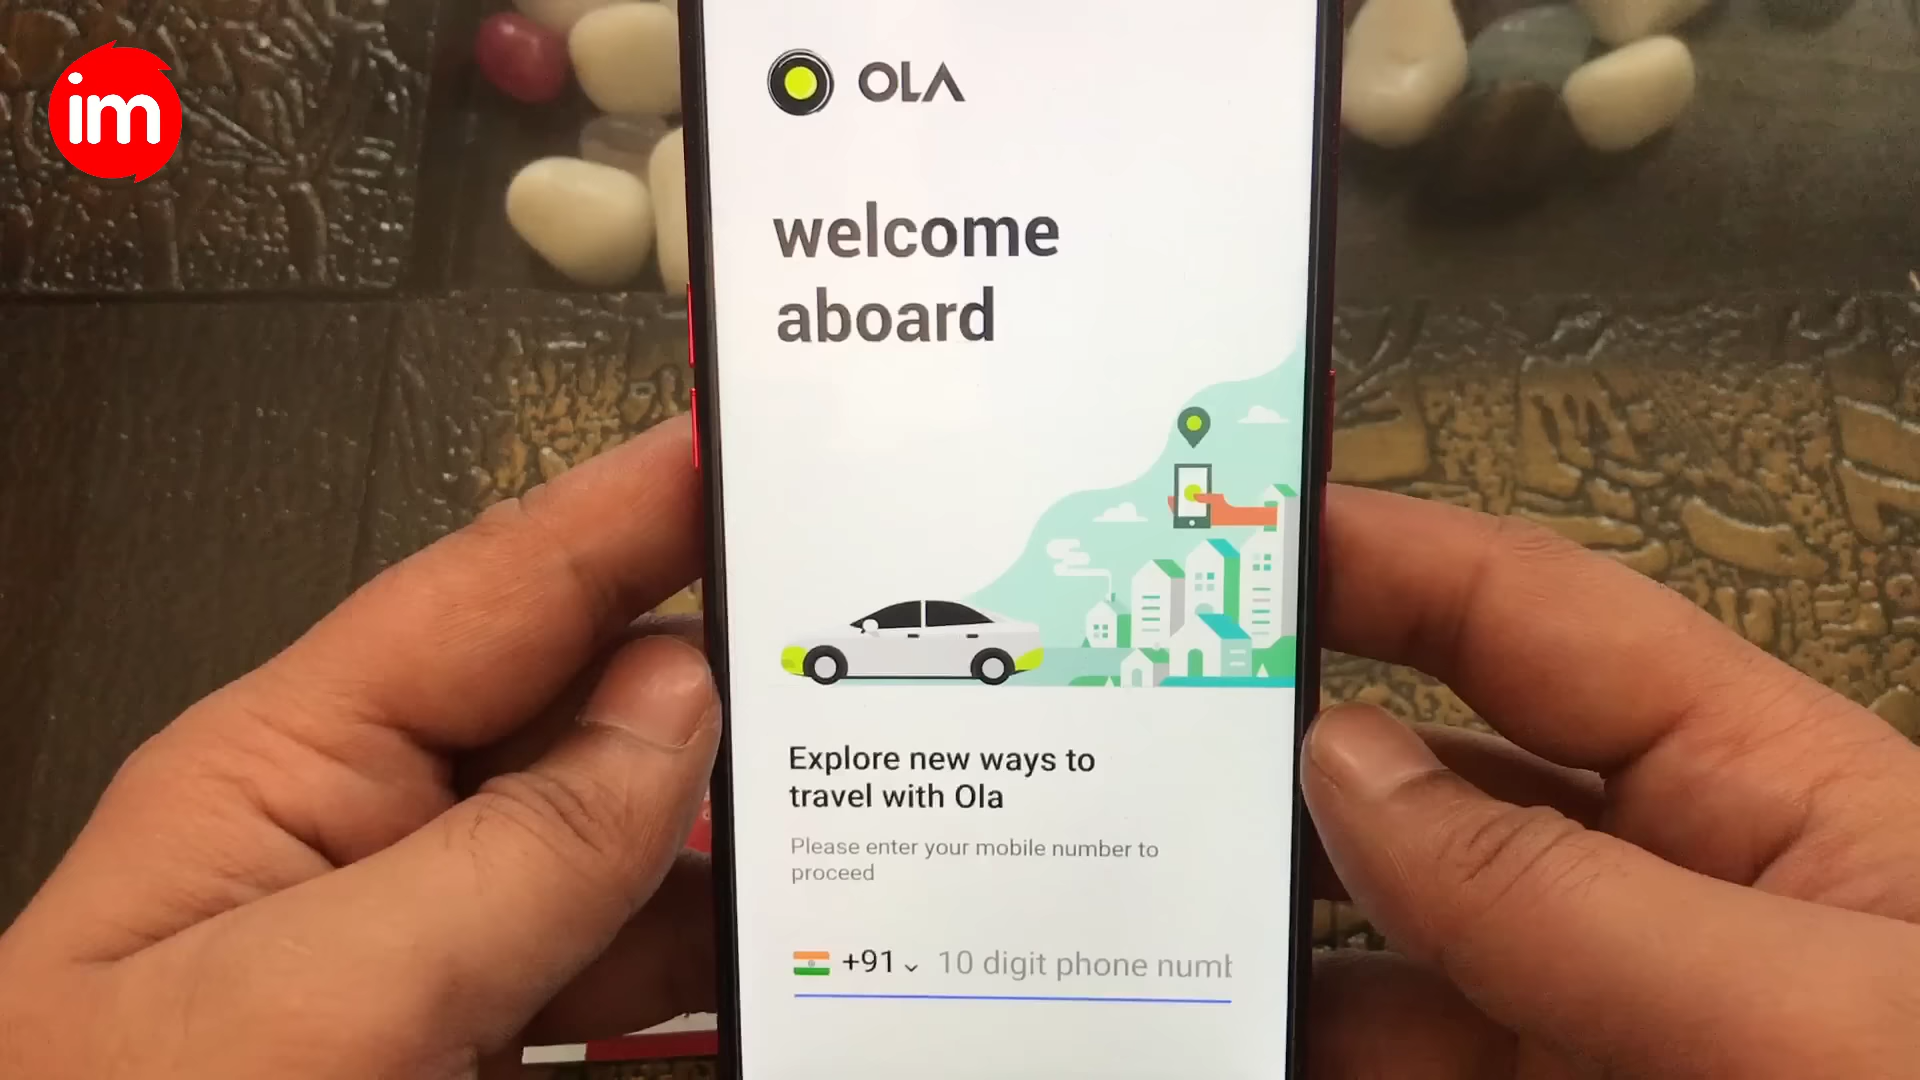 im
OLA
welcome
aboard
Explore new ways to
travel with Ola
Please enter your mobile number to
proceed
+91 10 digit phone numb